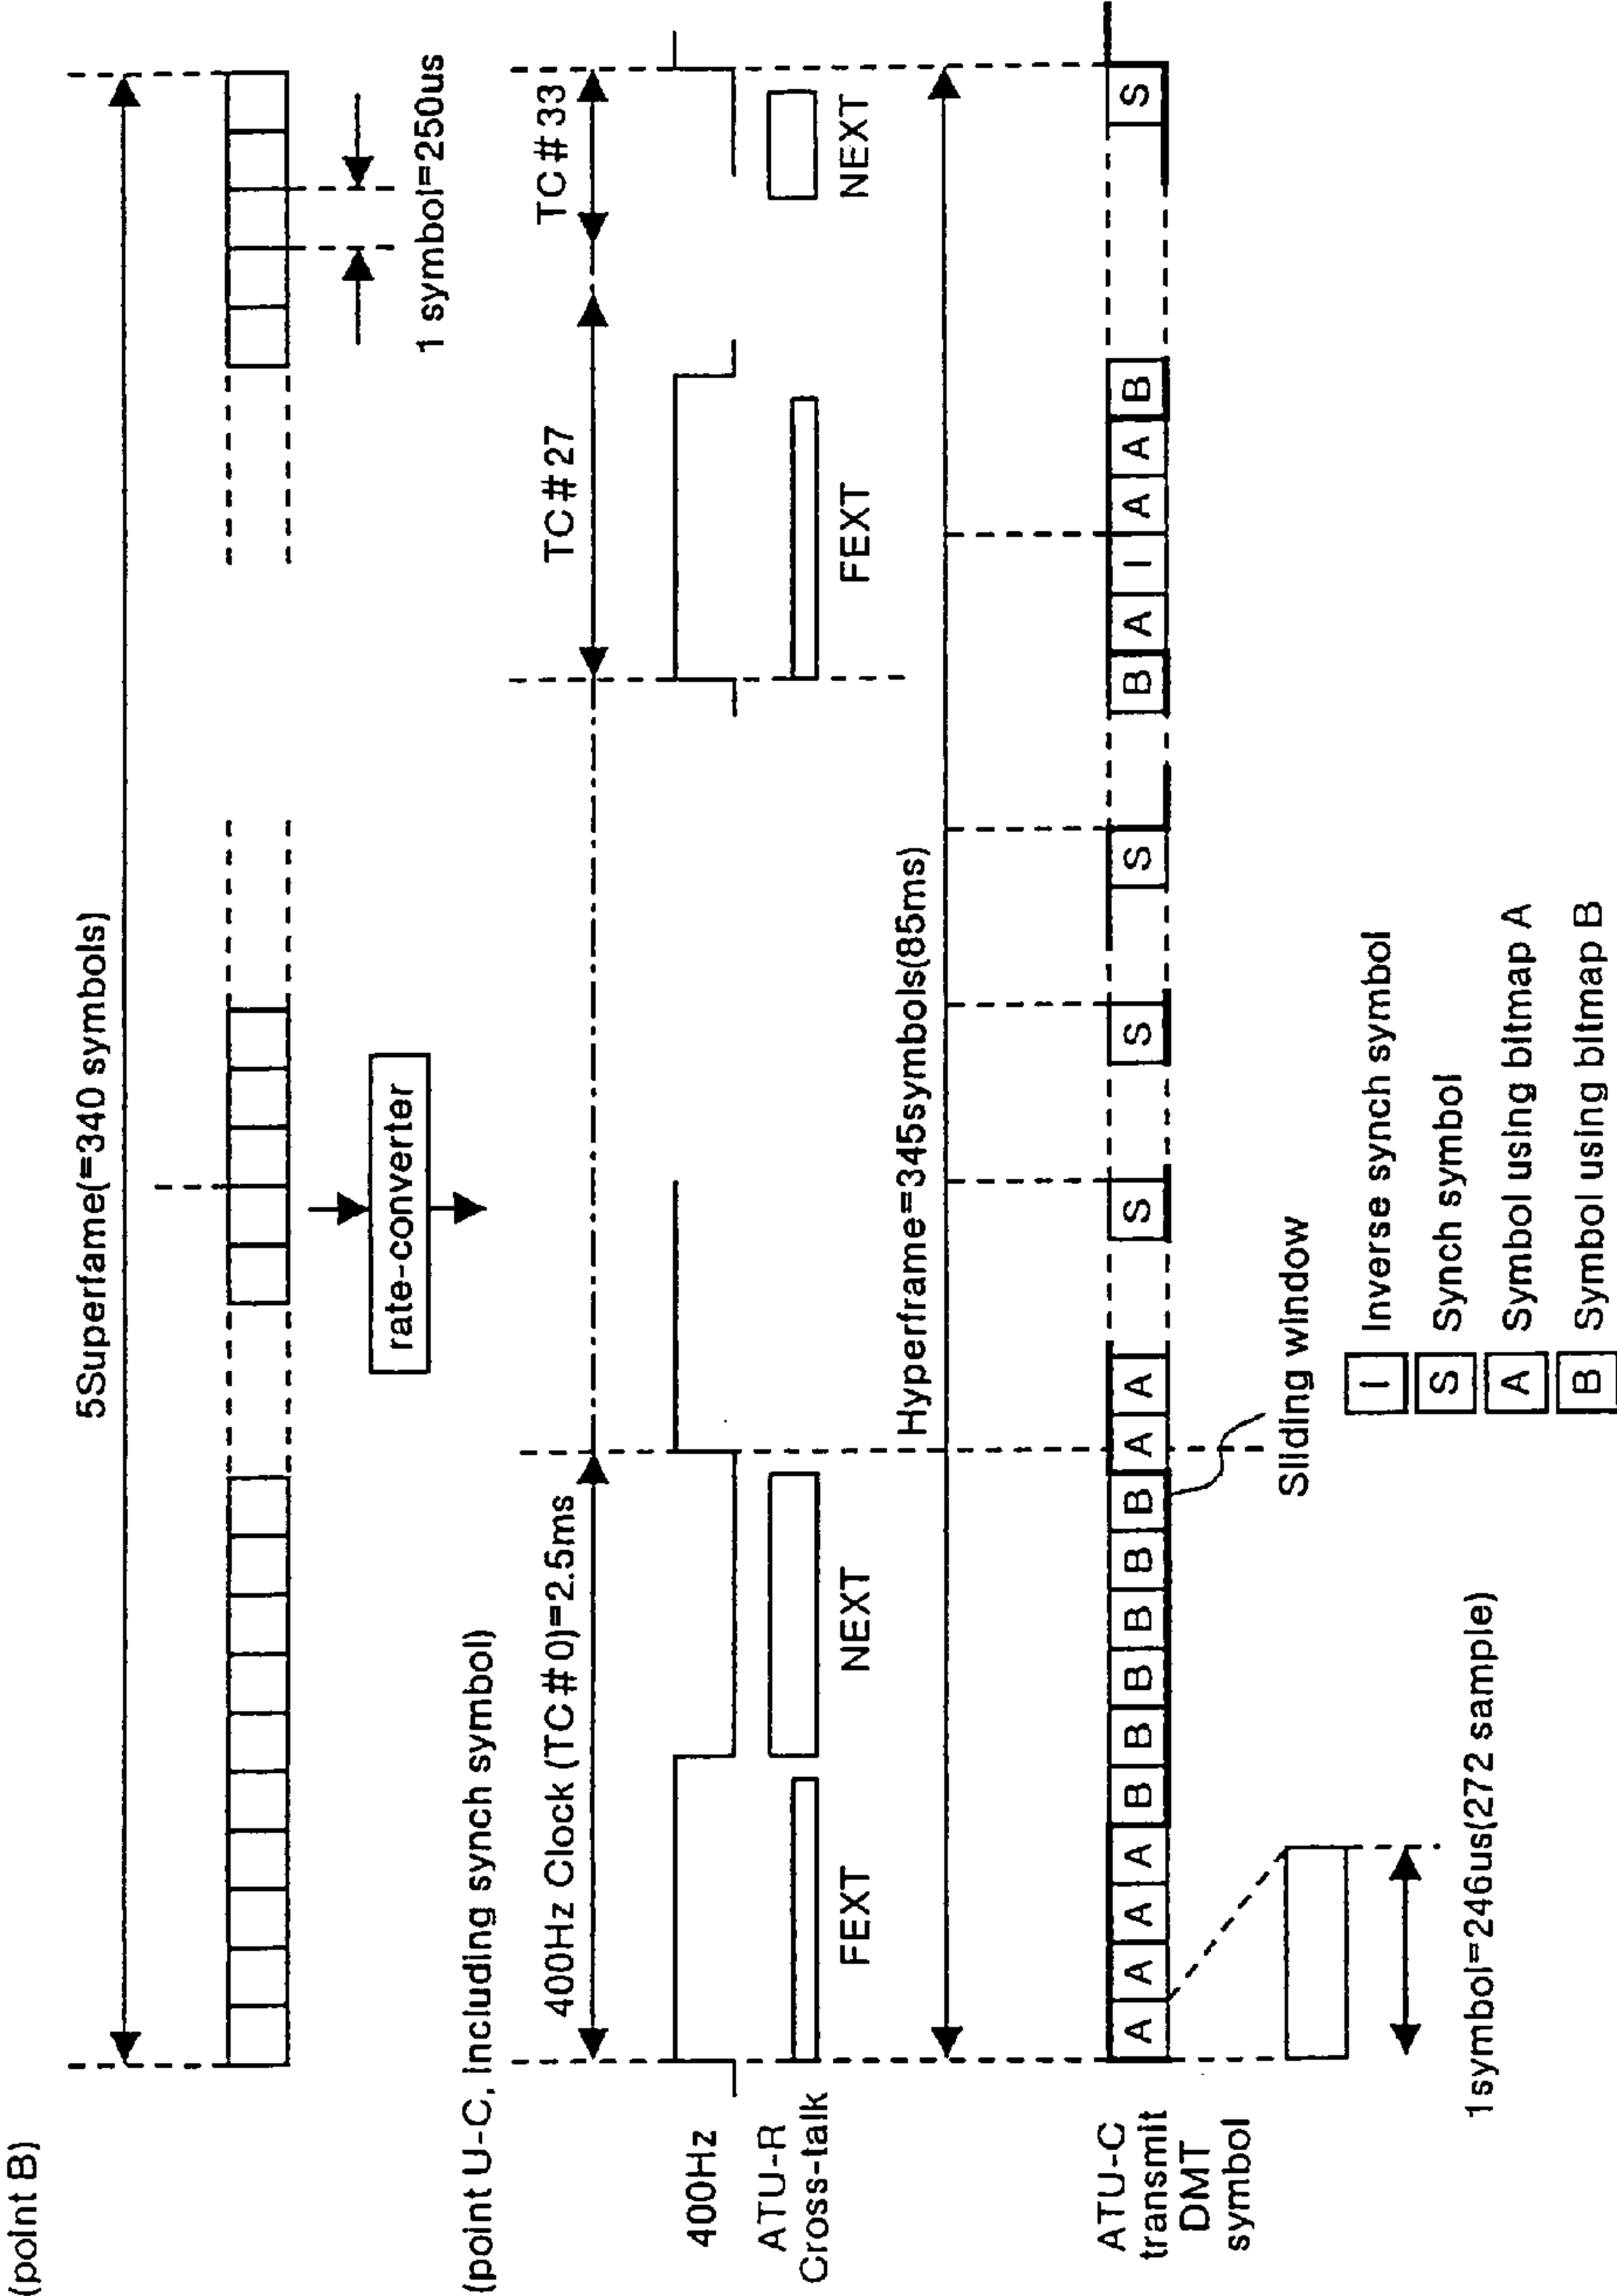 (point B)
5Superfame(=340 symbols)
1 symbol=250us
rate-converter
(point U-C, including synch symbol)
400Hz Clock (TC#0)=2.5ms
TC#27
TC#33
400Hz
ATU-R
Cross-talk
FEXT
NEXT
FEXT
NEXT
Hyperframe=345symbols(85ms)
ATU-C
transmit
DMT
symbol
A A A A B B B B B B A A S S S B A I A A B S
Sliding window
1symbol=246us(272 sample)
I Inverse synch symbol
S Synch symbol
A Symbol using bitmap A
B Symbol using bitmap B